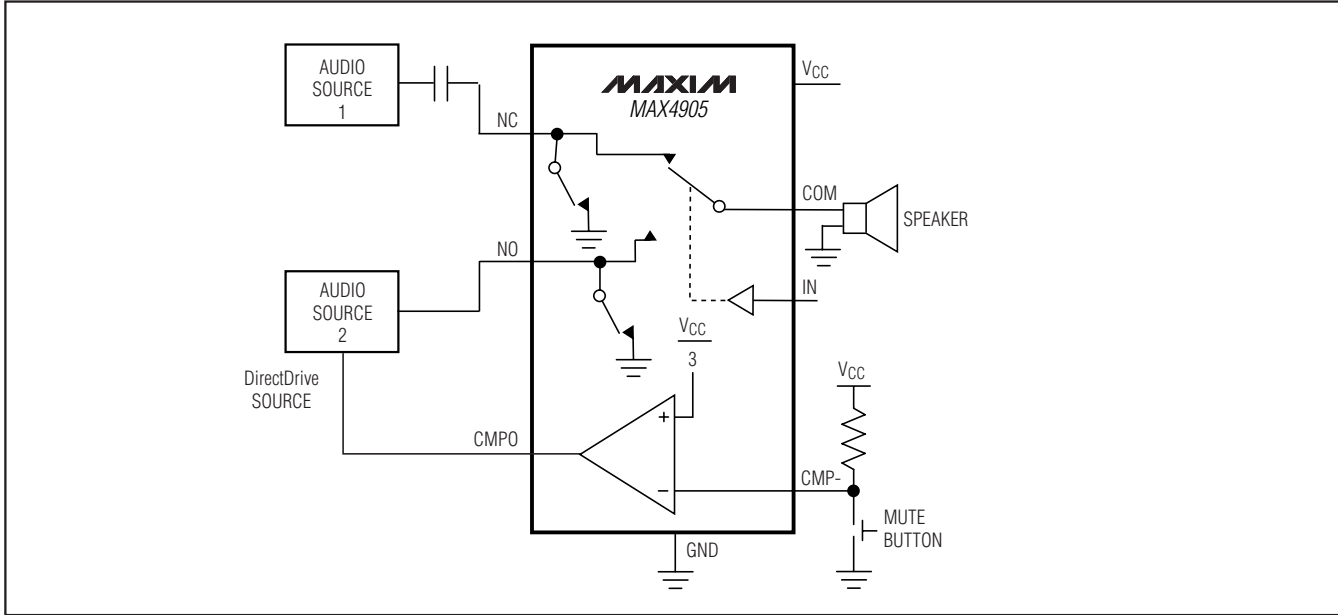 AUDIO
SOURCE
1
NC
MAXIM
MAX4905
VCC
COM
SPEAKER
NO
IN
AUDIO
SOURCE
2
DirectDrive
SOURCE
VCC
3
VCC
+
CMPO
CMP-
−
MUTE
BUTTON
GND